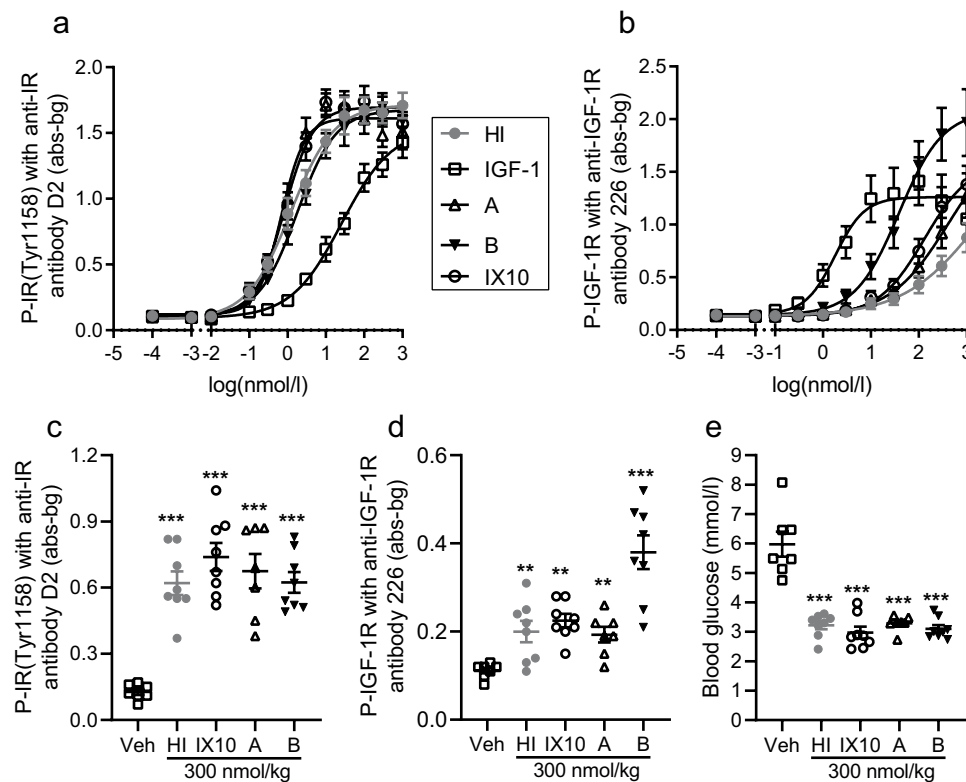 a
P-IR(Tyr1158) with anti-IR
antibody D2 (abs-bg)
2.0
1.5
1.0
0.5
0.0
-5 -4 -3 -2 -1 0 1 2 3
log(nmol/l)
HI
IGF-1
A
B
IX10
b
P-IGF-1R with anti-IGF-1R
antibody 226 (abs-bg)
2.5
2.0
1.5
1.0
0.5
0.0
-5 -4 -3 -1 0 1 2 3
log(nmol/l)
c
P-IR(Tyr1158) with anti-IR
antibody D2 (abs-bg)
1.2
0.9
0.6
0.3
0.0
*** *** *** ***
Veh HI IX10 A B
300 nmol/kg
d
P-IGF-1R with anti-IGF-1R
antibody 226 (abs-bg)
0.6
0.4
0.2
0.0
** ** ** ***
Veh HI IX10 A B
300 nmol/kg
e
Blood glucose (mmol/l)
9
8
7
6
5
4
3
2
1
0
*** *** *** ***
Veh HI IX10 A B
300 nmol/kg